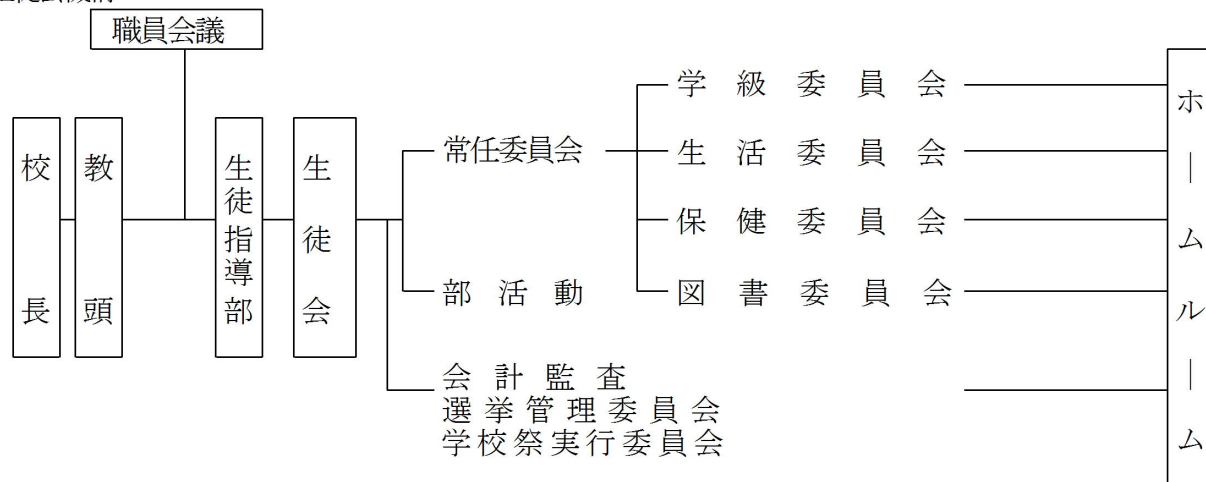 職員会議
校長
教頭
生徒指導部
生徒会
常任委員会
部活動
会計監査
選挙管理委員会
学校祭実行委員会
学級委員会
生活委員会
保健委員会
図書委員会
ホームルーム